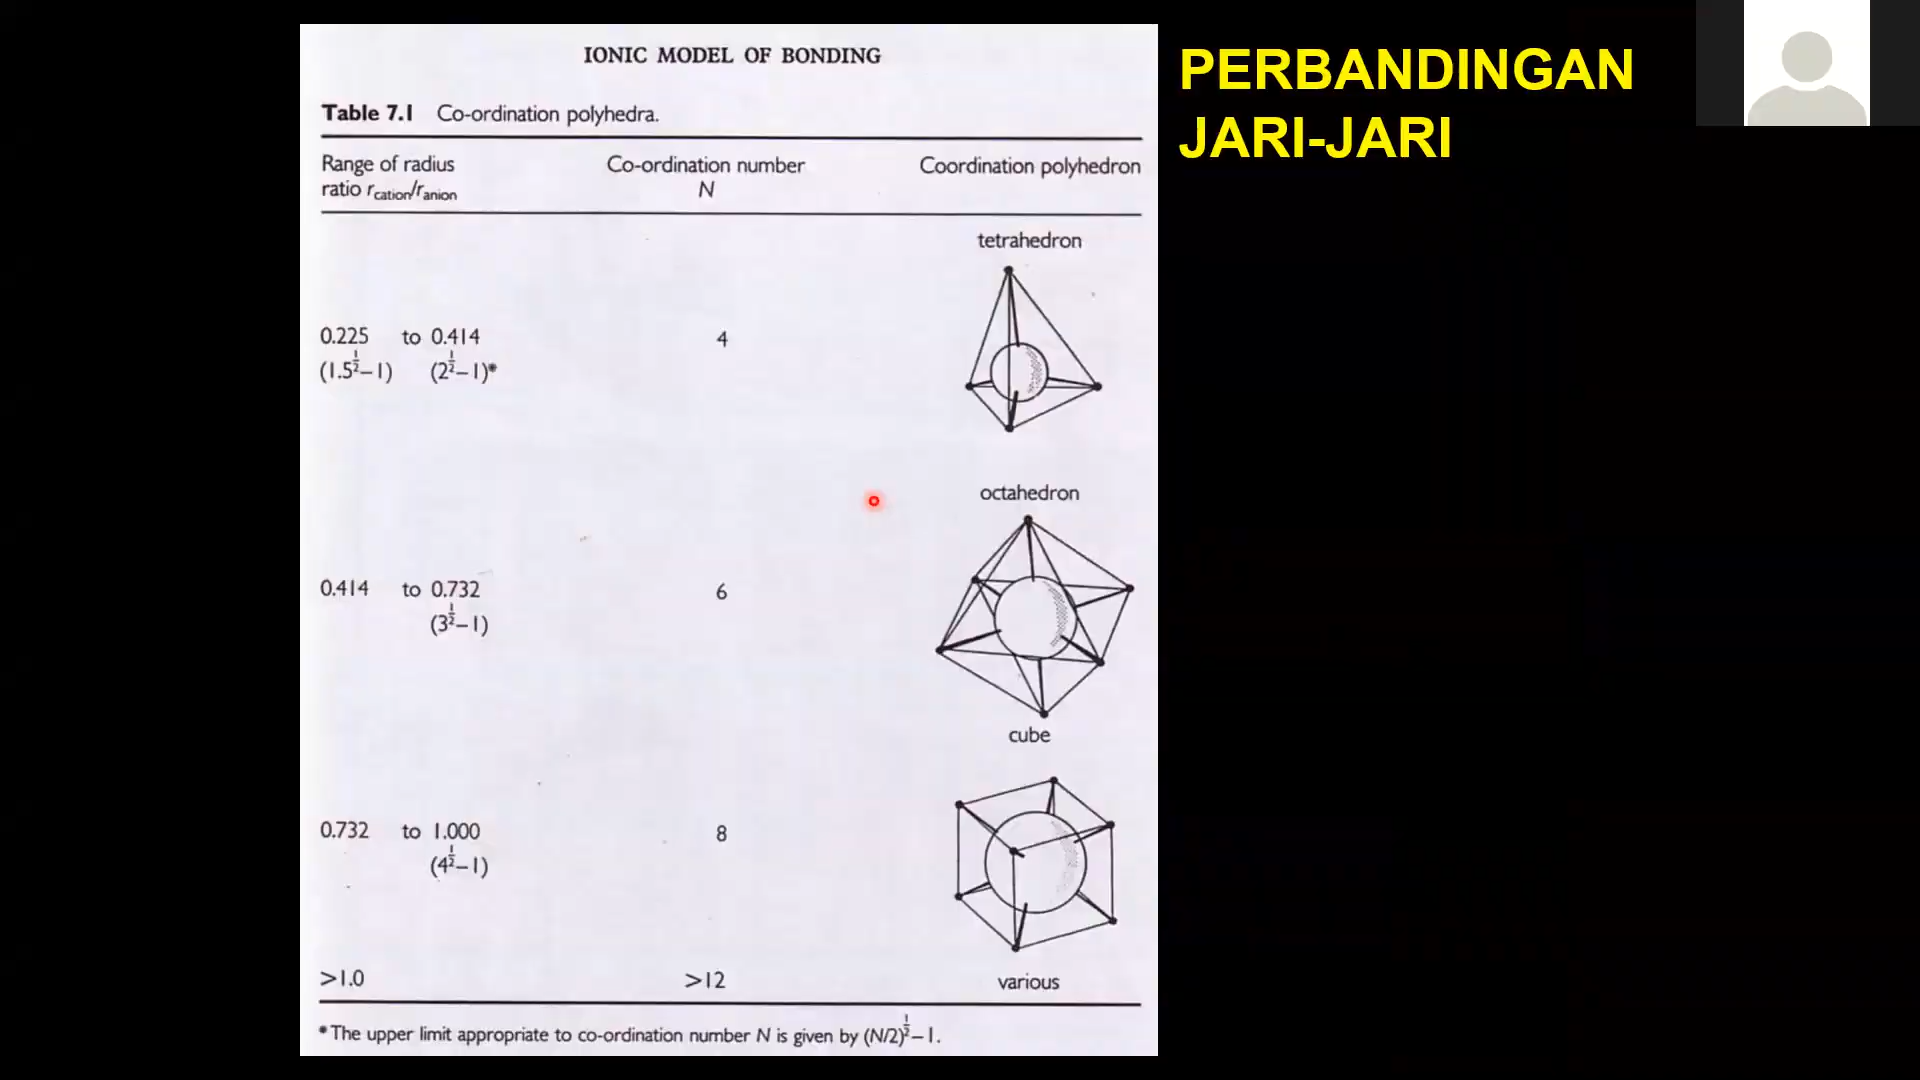 IONIC MODEL OF BONDING
Table 7.1 Co-ordination polyhedra.
Range of radius
ratio r_cation/r_anion
Co-ordination number
N
Coordination polyhedron
tetrahedron
0.225 to 0.414
4
(1.5^½−1) (2^½−1)*
octahedron
0.414 to 0.732
6
(3^½−1)
cube
0.732 to 1.000
8
(4^½−1)
>1.0
>12
various
*The upper limit appropriate to co-ordination number N is given by (N/2)^½−1.
PERBANDINGAN
JARI-JARI